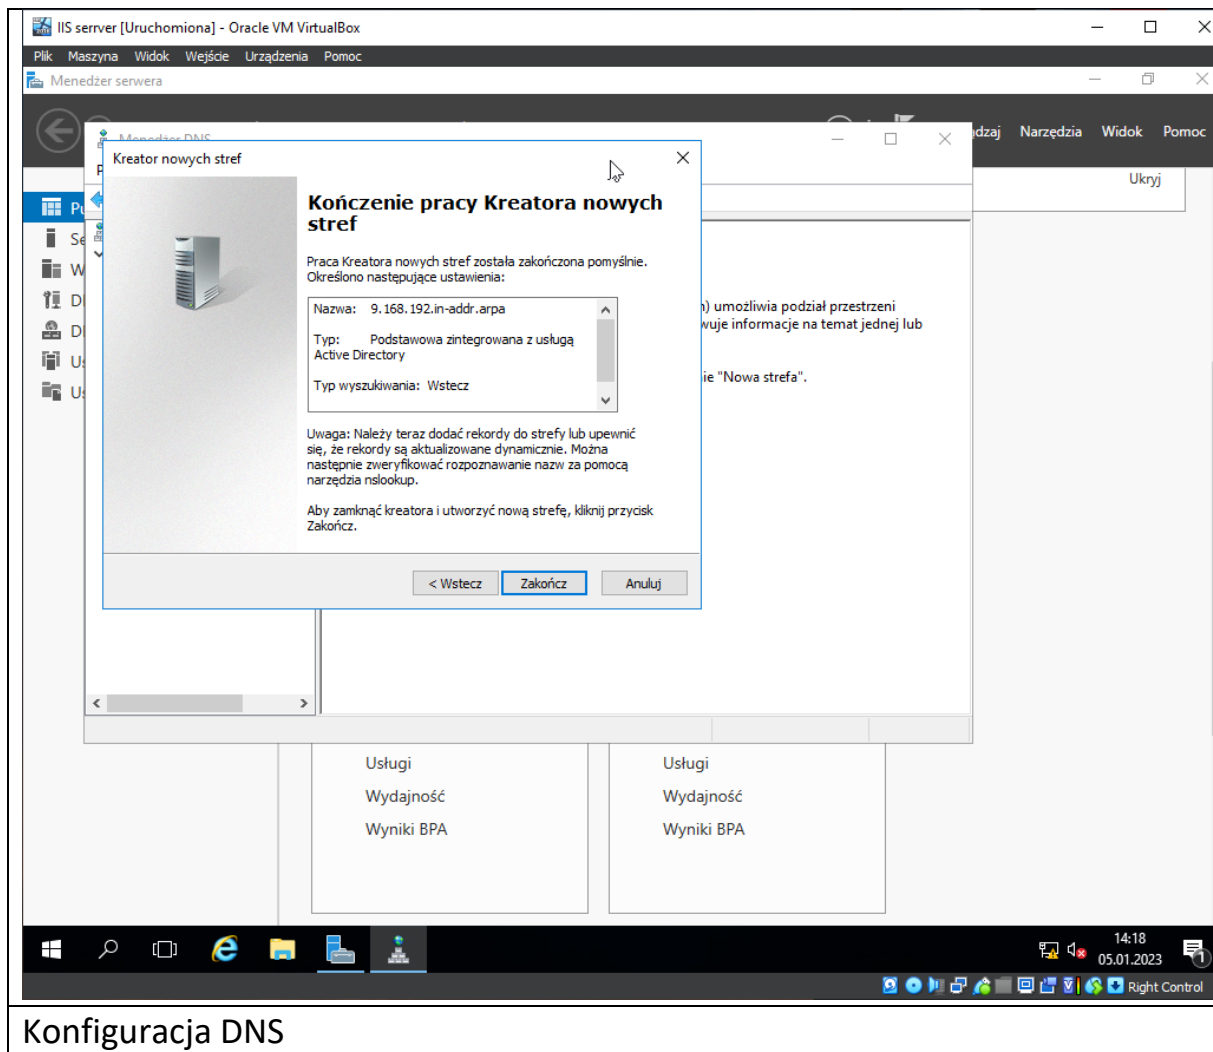 IIS serrver [Uruchomiona] - Oracle VM VirtualBox
Plik Maszyna Widok Wejście Urządzenia Pomoc
Menedżer serwera
Menedżer DNS
Narzędzia Widok Pomoc
Ukryj
Kreator nowych stref
Kończenie pracy Kreatora nowych
stref
Praca Kreatora nowych stref została zakończona pomyślnie.
Określono następujące ustawienia:
Nazwa: 9.168.192.in-addr.arpa
Typ: Podstawowa zintegrowana z usługą
Active Directory
Typ wyszukiwania: Wstecz
umożliwia podział przestrzeni
informacje na temat jednej lub
"Nowa strefa".
Uwaga: Należy teraz dodać rekordy do strefy lub upewnić
się, że rekordy są aktualizowane dynamicznie. Można
następnie zweryfikować rozpoznawanie nazw za pomocą
narzędzia nslookup.
Aby zamknąć kreatora i utworzyć nową strefę, kliknij przycisk
Zakończ.
< Wstecz Zakończ Anuluj
Usługi Usługi
Wydajność Wydajność
Wyniki BPA Wyniki BPA
14:18
05.01.2023
1
Right Control
Konfiguracja DNS